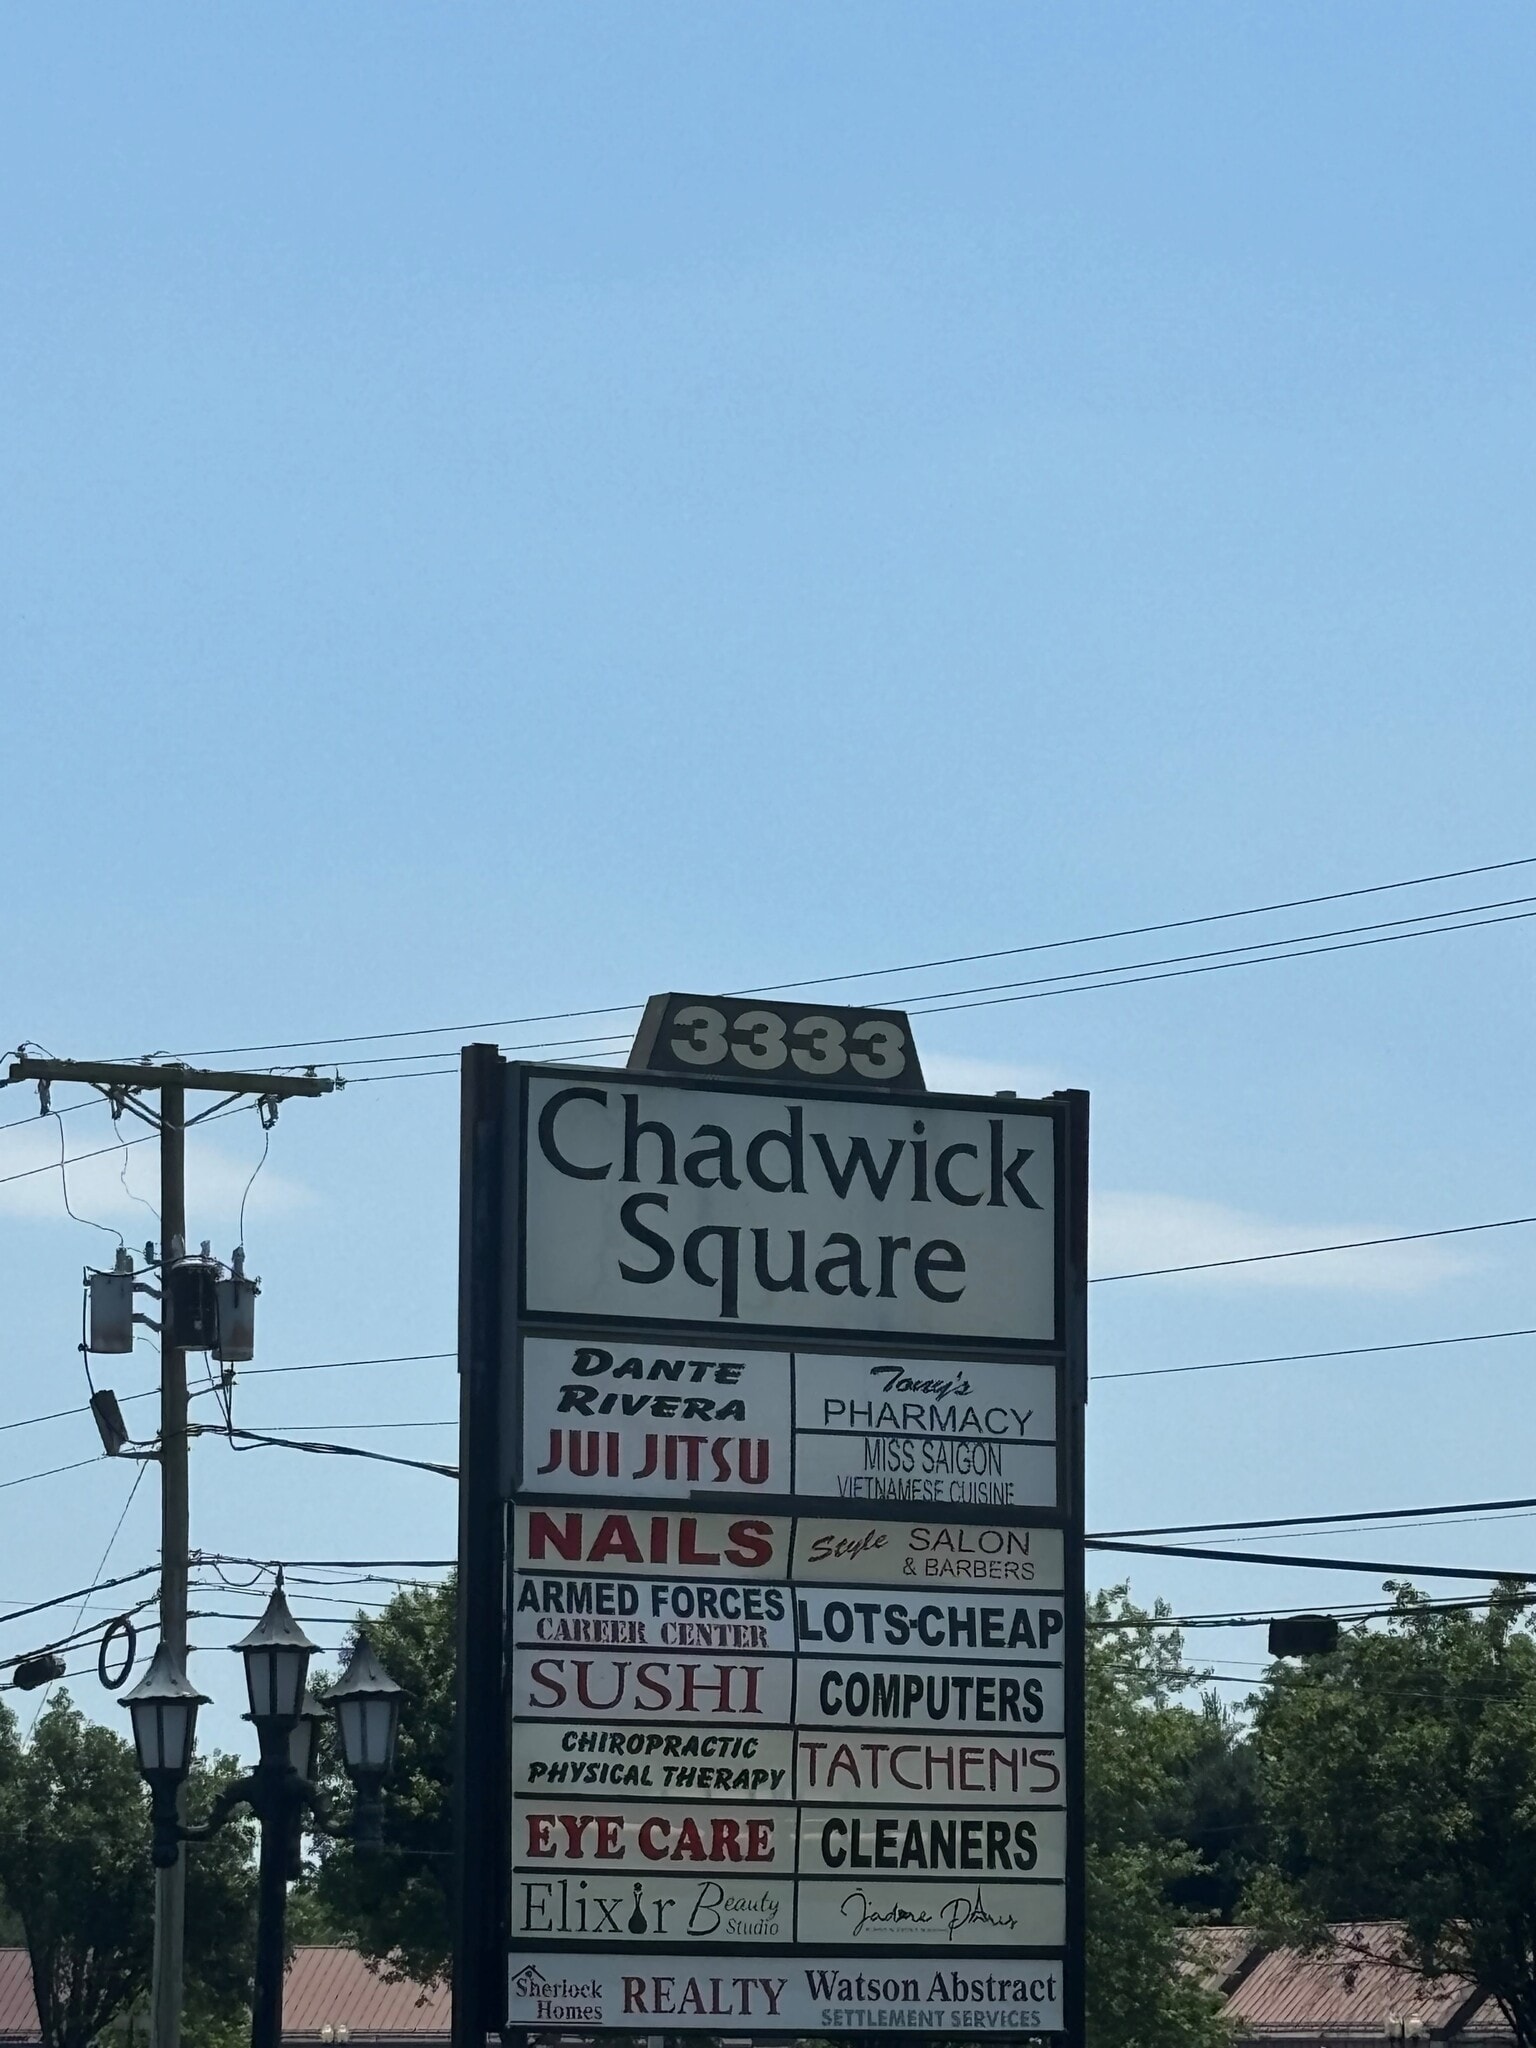 3333
Chadwick
Square
DANTE
RIVERA
JUI JITSU
Tony's
PHARMACY
MISS SAIGON
VIETNAMESE CUISINE
NAILS
Style SALON
& BARBERS
ARMED FORCES
CAREER CENTER
LOTS-CHEAP
SUSHI
COMPUTERS
CHIROPRACTIC
PHYSICAL THERAPY
TATCHEN'S
EYE CARE
CLEANERS
Elixir Beauty
Studio
J'adore Paris
Sherlock
Homes
REALTY
Watson Abstract
SETTLEMENT SERVICES